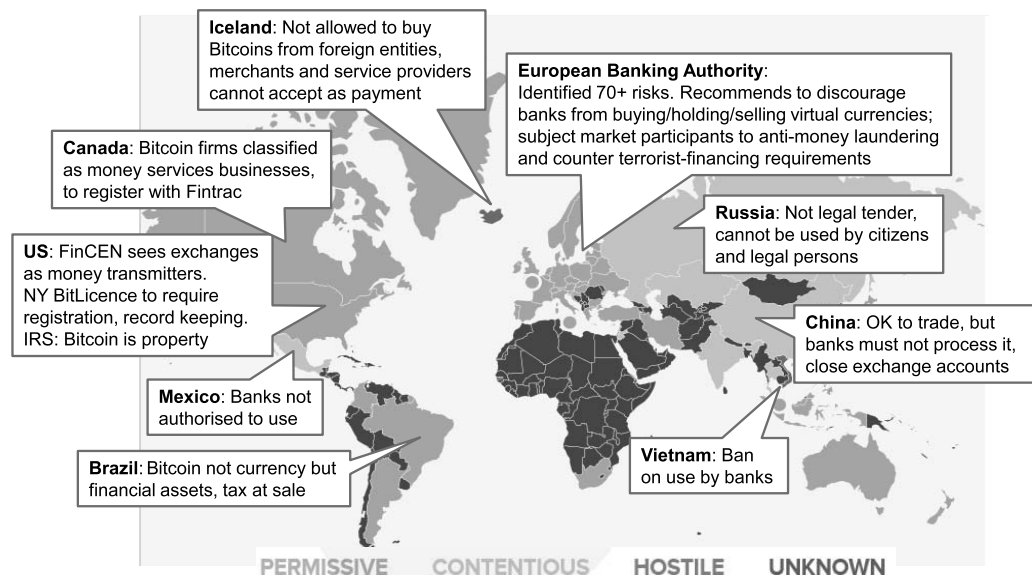 Iceland: Not allowed to buy
Bitcoins from foreign entities,
merchants and service providers
cannot accept as payment
European Banking Authority:
Identified 70+ risks. Recommends to discourage
banks from buying/holding/selling virtual currencies;
subject market participants to anti-money laundering
and counter terrorist-financing requirements
Canada: Bitcoin firms classified
as money services businesses,
to register with Fintrac
Russia: Not legal tender,
cannot be used by citizens
and legal persons
US: FinCEN sees exchanges
as money transmitters.
NY BitLicence to require
registration, record keeping.
IRS: Bitcoin is property
China: OK to trade, but
banks must not process it,
close exchange accounts
Mexico: Banks not
authorised to use
Brazil: Bitcoin not currency but
financial assets, tax at sale
Vietnam: Ban
on use by banks
PERMISSIVE CONTENTIOUS HOSTILE UNKNOWN